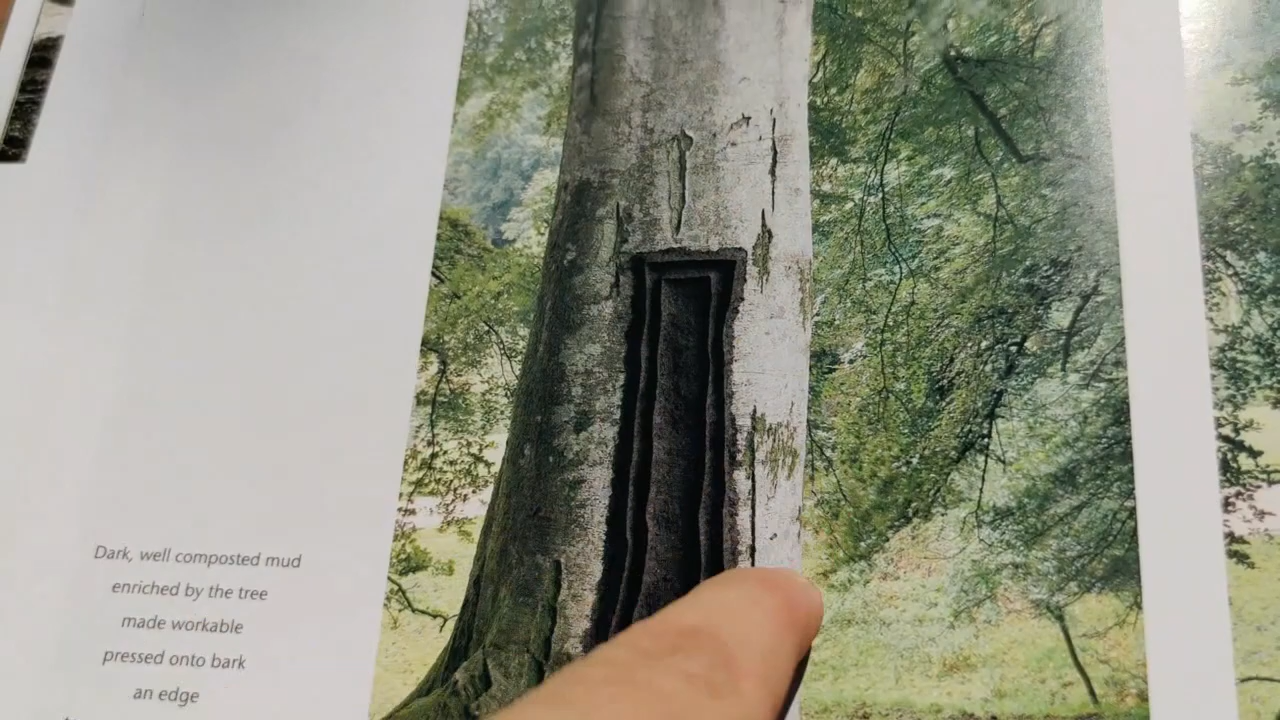 Dark, well composted mud
enriched by the tree
made workable
pressed onto bark
an edge